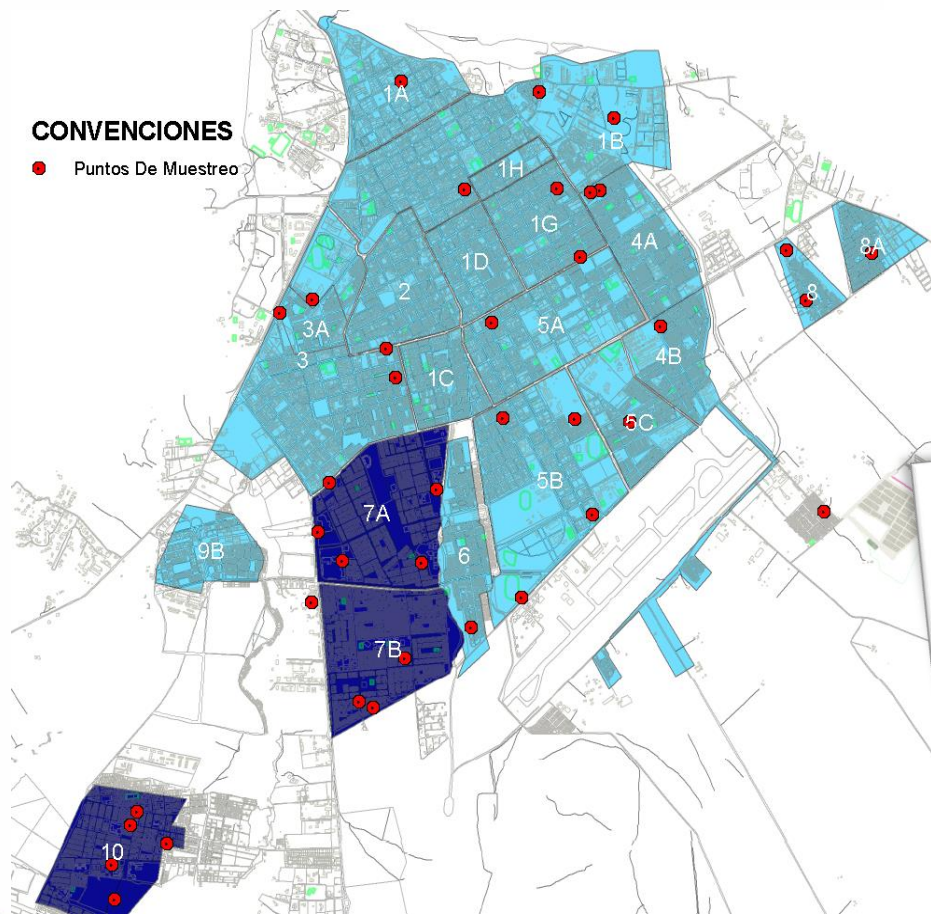 1A
CONVENCIONES
1B
Puntos De Muestreo
1H
1G
4A
8A
1D
2
8
3A
5A
4B
3
1C
5C
5B
7A
9B
6
7B
10